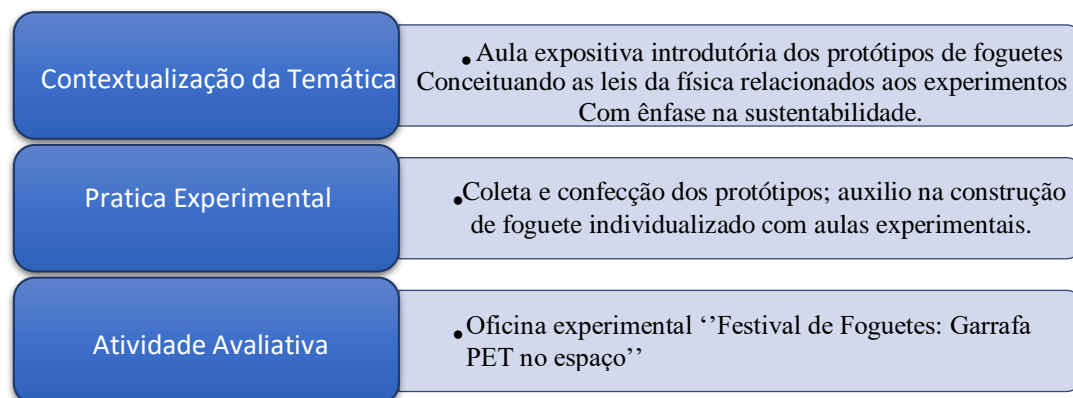 Contextualização da Temática
•Aula expositiva introdutória dos protótipos de foguetes
Conceituando as leis da física relacionados aos experimentos
Com ênfase na sustentabilidade.
Pratica Experimental
•Coleta e confecção dos protótipos; auxilio na construção
de foguete individualizado com aulas experimentais.
Atividade Avaliativa
•Oficina experimental ‘’Festival de Foguetes: Garrafa
PET no espaço’’